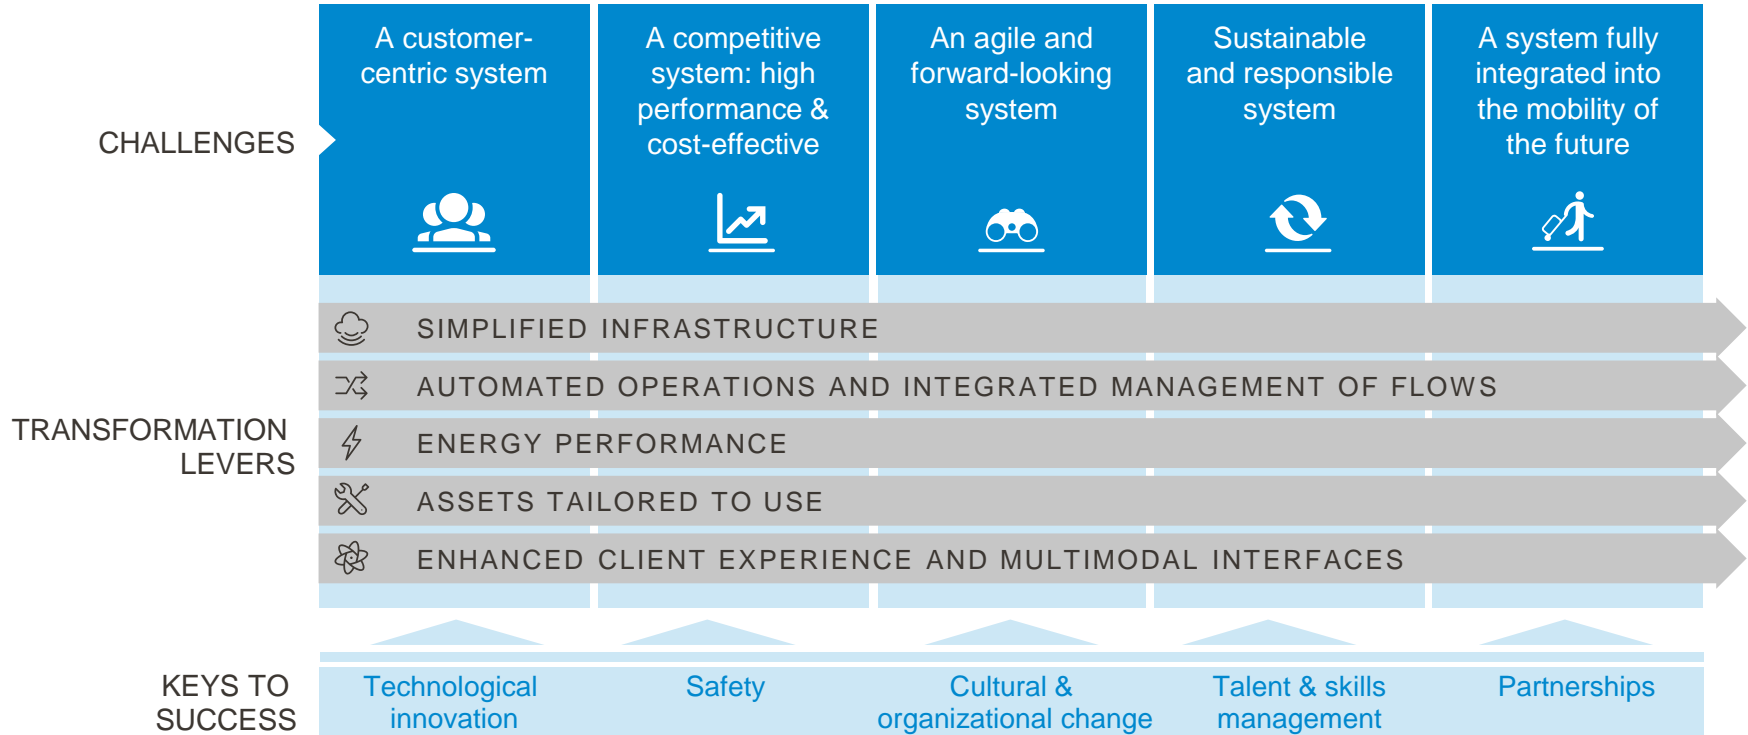 CHALLENGES
A customer-
centric system
A competitive
system: high
performance &
cost-effective
An agile and
forward-looking
system
Sustainable
and responsible
system
A system fully
integrated into
the mobility of
the future
TRANSFORMATION
LEVERS
SIMPLIFIED INFRASTRUCTURE
AUTOMATED OPERATIONS AND INTEGRATED MANAGEMENT OF FLOWS
ENERGY PERFORMANCE
ASSETS TAILORED TO USE
ENHANCED CLIENT EXPERIENCE AND MULTIMODAL INTERFACES
KEYS TO
SUCCESS
Technological
innovation
Safety
Cultural &
organizational change
Talent & skills
management
Partnerships